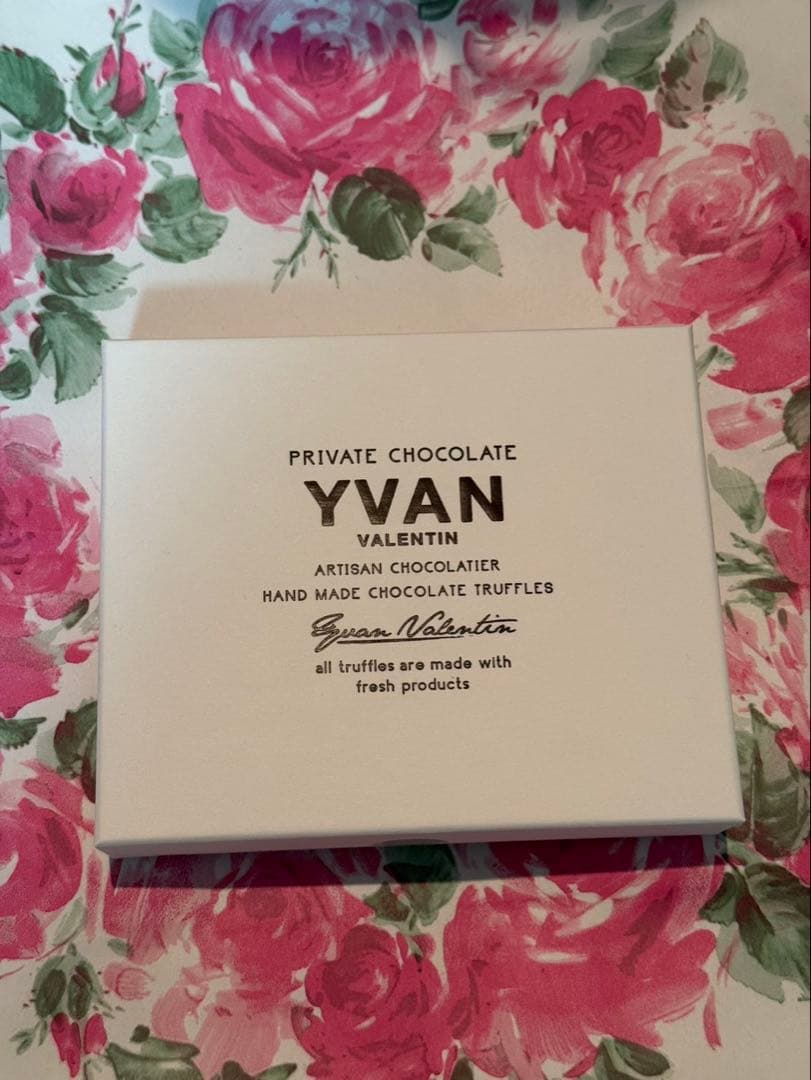 PRIVATE CHOCOLATE
YVAN
VALENTIN
ARTISAN CHOCOLATIER
HAND MADE CHOCOLATE TRUFFLES
Yvan Valentin
all truffles are made with
fresh products